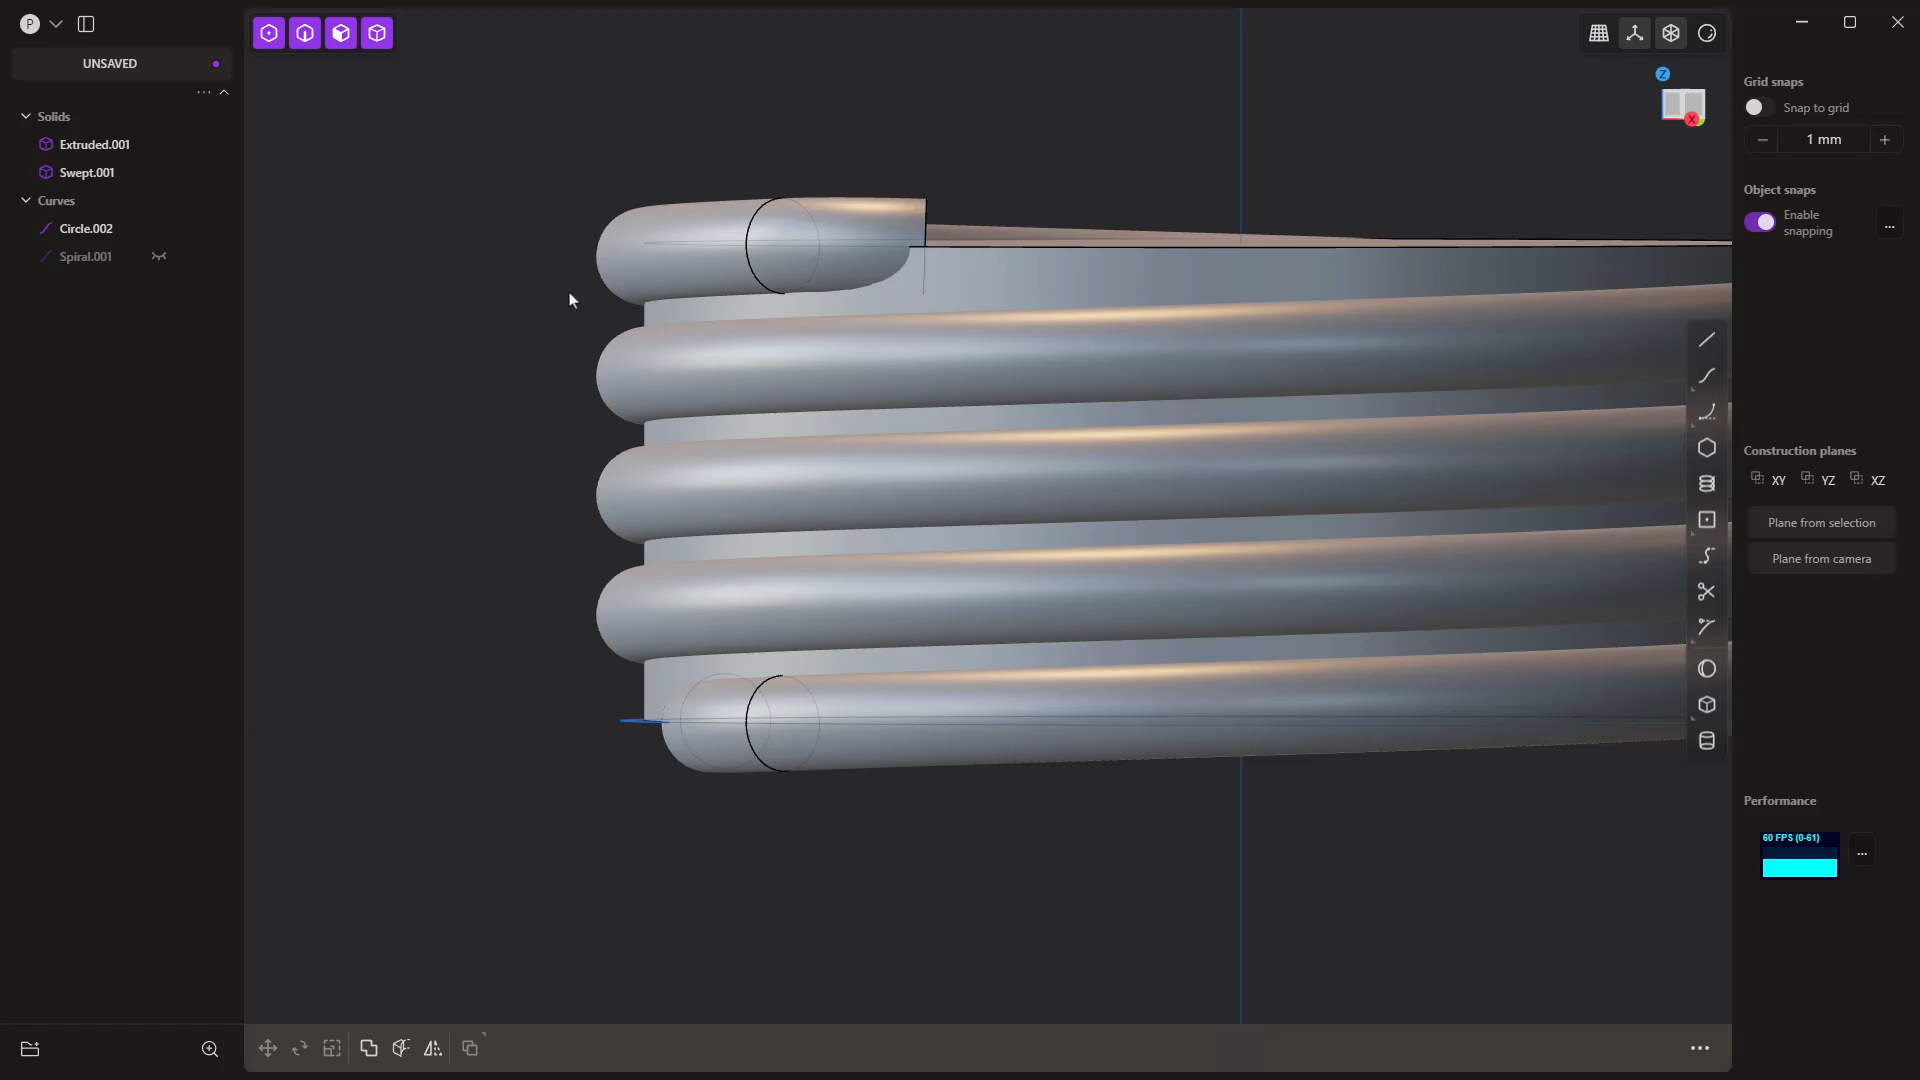 P
UNSAVED
...
Solids
Extruded.001
Swept.001
Curves
Circle.002
Spiral.001
Z
X
Grid snaps
Snap to grid
1 mm
Object snaps
Enable
snapping
...
Construction planes
XY YZ XZ
Plane from selection
Plane from camera
Performance
60 FPS (0-61)
...